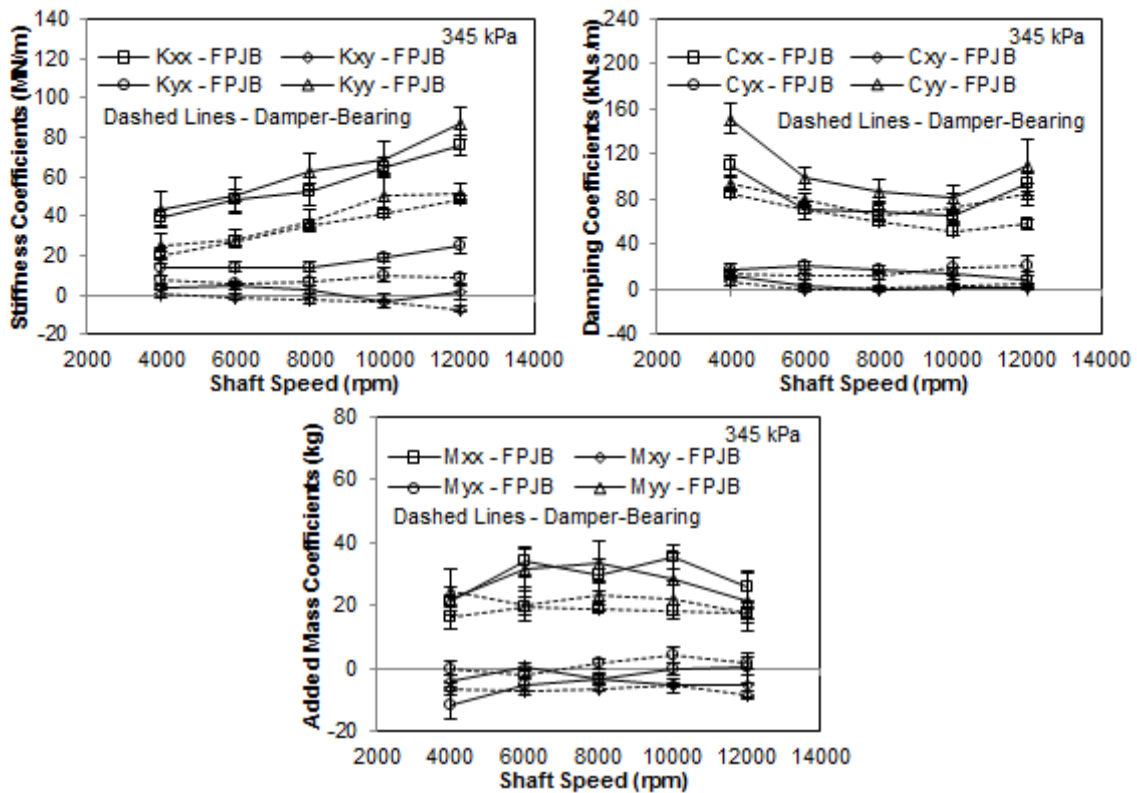 Stiffness Coefficients (MN/m)
140
120
100
80
60
40
20
0
-20
345 kPa
Kxx - FPJB
Kxy - FPJB
Kyx - FPJB
Kyy - FPJB
Dashed Lines - Damper-Bearing
2000 4000 6000 8000 10000 12000 14000
Shaft Speed (rpm)
Damping Coefficients (kN.s/m)
240
200
160
120
80
40
0
-40
345 kPa
Cxx - FPJB
Cxy - FPJB
Cyx - FPJB
Cyy - FPJB
Dashed Lines - Damper-Bearing
2000 4000 6000 8000 10000 12000 14000
Shaft Speed (rpm)
Added Mass Coefficients (kg)
80
60
40
20
0
-20
345 kPa
Mxx - FPJB
Mxy - FPJB
Myx - FPJB
Myy - FPJB
Dashed Lines - Damper-Bearing
2000 4000 6000 8000 10000 12000 14000
Shaft Speed (rpm)